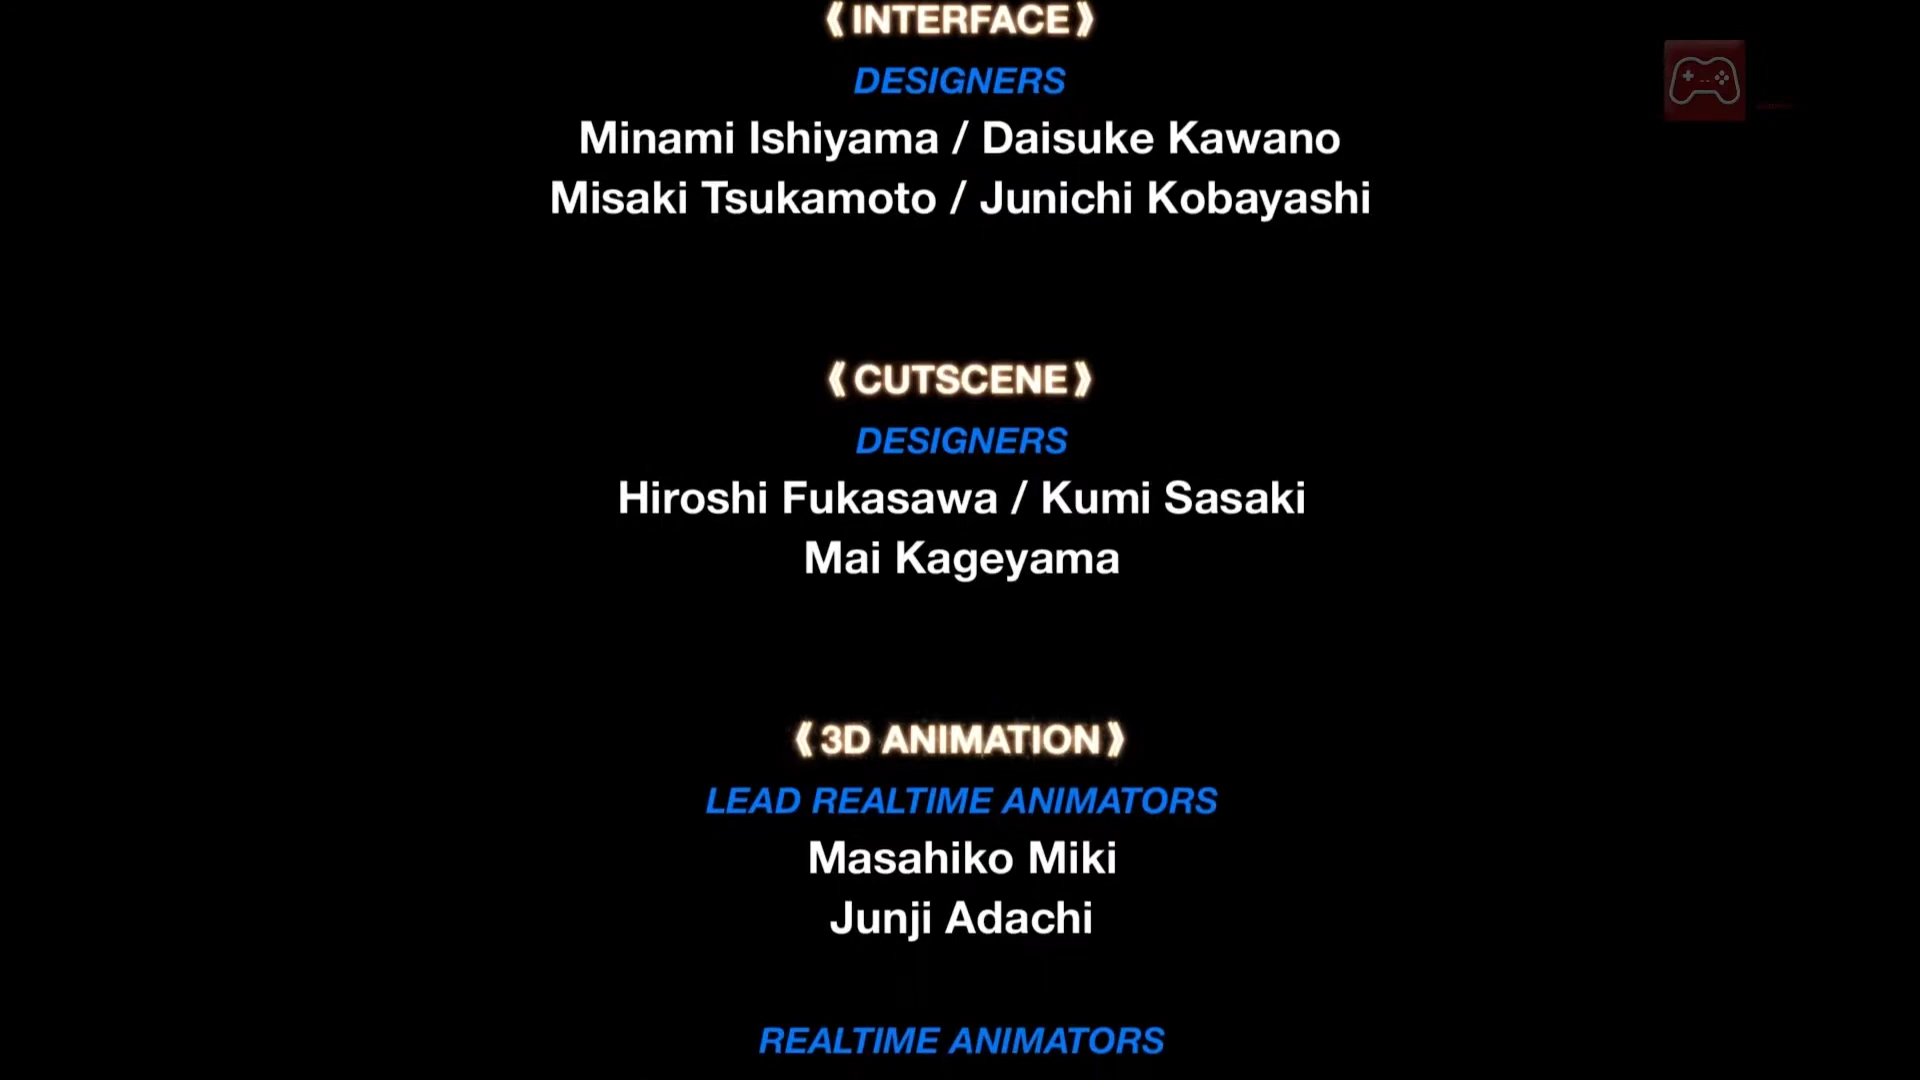 《INTERFACE》
DESIGNERS
Minami Ishiyama / Daisuke Kawano
Misaki Tsukamoto / Junichi Kobayashi
《CUTSCENE》
DESIGNERS
Hiroshi Fukasawa / Kumi Sasaki
Mai Kageyama
《3D ANIMATION》
LEAD REALTIME ANIMATORS
Masahiko Miki
Junji Adachi
REALTIME ANIMATORS